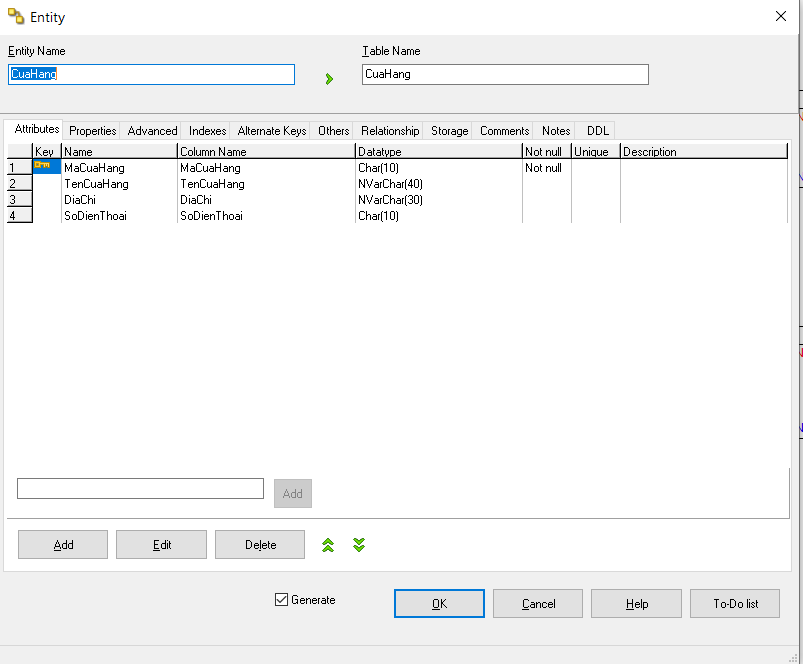 Entity
Entity Name
Table Name
CuaHang
CuaHang
Attributes Properties Advanced Indexes Alternate Keys Others Relationship Storage Comments Notes DDL
Key Name Column Name Datatype Not null Unique Description
1 MaCuaHang MaCuaHang Char(10) Not null
2 TenCuaHang TenCuaHang NVarChar(40)
3 DiaChi DiaChi NVarChar(30)
4 SoDienThoai SoDienThoai Char(10)
Add
Add Edit Delete
Generate
OK Cancel Help To-Do list